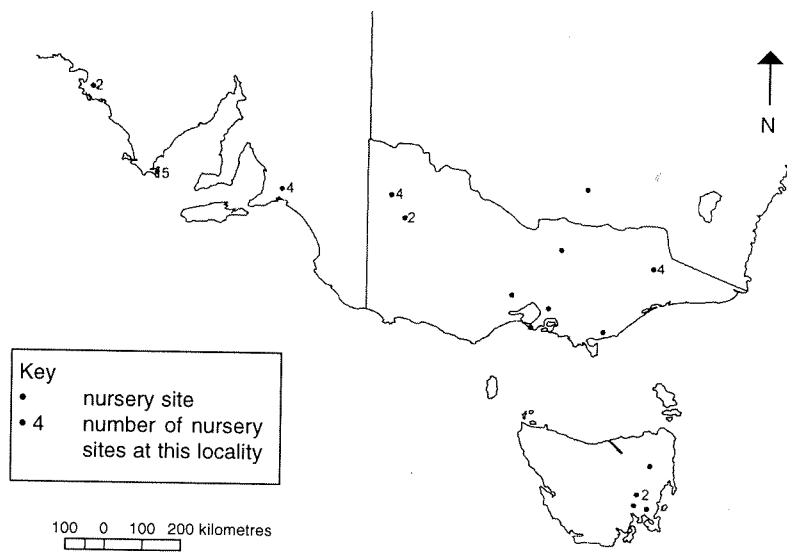 2
5
4
4
2
4
N
Key
• nursery site
• 4 number of nursery
sites at this locality
2
100 0 100 200 kilometres